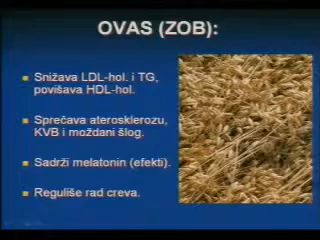 OVAS (ZOB):
Snižava LDL-hol. i TG,
povišava HDL-hol.
Sprečava aterosklerozu,
KVB i moždani šlog.
Sadrži melatonin (efekti).
Reguliše rad creva.